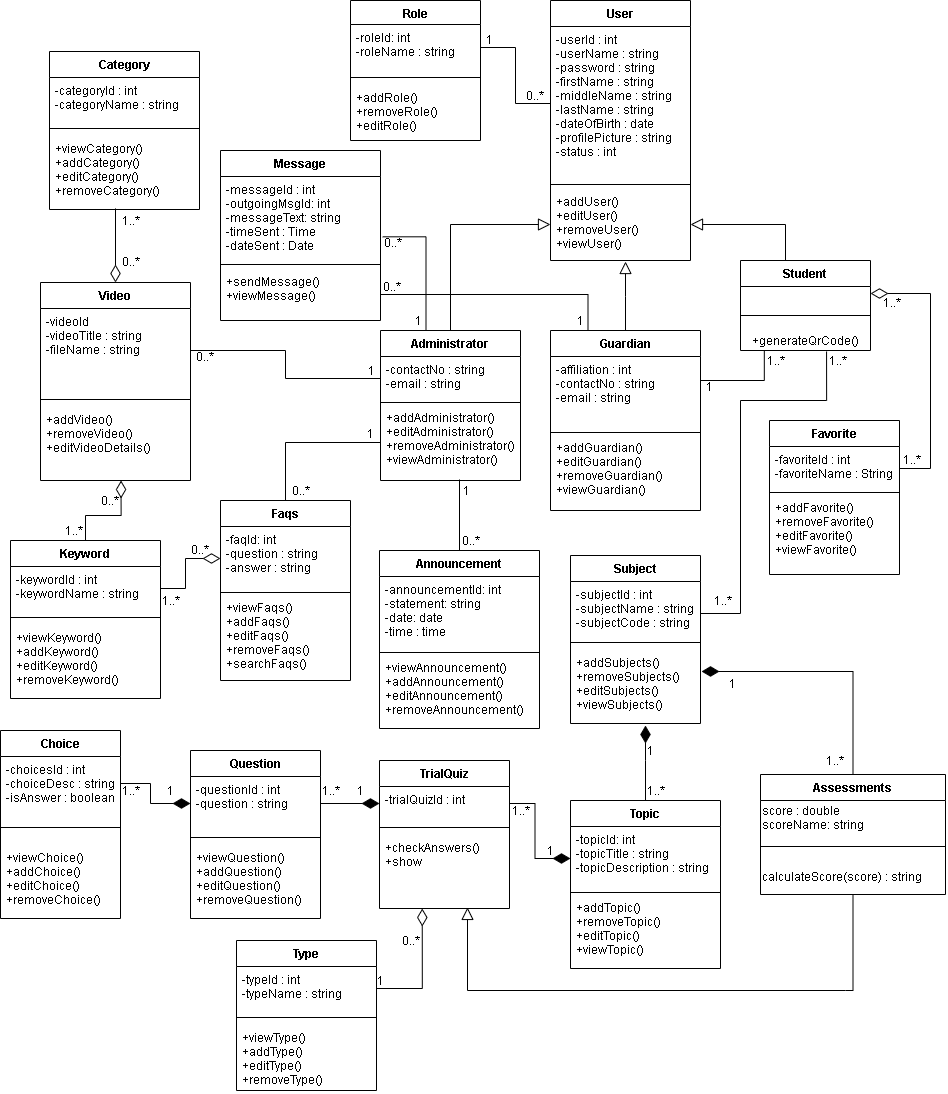 Role
-roleId: int
-roleName : string
+addRole()
+removeRole()
+editRole()
1
0..*
User
-userId : int
-userName : string
-password : string
-firstName : string
-middleName : string
-lastName : string
-dateOfBirth : date
-profilePicture : string
-status : int
+addUser()
+editUser()
+removeUser()
+viewUser()
Category
-categoryId : int
-categoryName : string
+viewCategory()
+addCategory()
+editCategory()
+removeCategory()
1..*
0..*
Message
-messageId : int
-outgoingMsgId: int
-messageText: string
-timeSent : Time
-dateSent : Date
+sendMessage()
+viewMessage()
0..*
0..*
1
1
Student
+generateQrCode()
1..*
1..*
1..*
Video
-videoId
-videoTitle : string
-fileName : string
+addVideo()
+removeVideo()
+editVideoDetails()
0..*
1
0..*
1..*
Administrator
-contactNo : string
-email : string
+addAdministrator()
+editAdministrator()
+removeAdministrator()
+viewAdministrator()
1
0..*
1
0..*
Guardian
-affiliation : int
-contactNo : string
-email : string
+addGuardian()
+editGuardian()
+removeGuardian()
+viewGuardian()
1
Favorite
-favoriteId : int
-favoriteName : String
+addFavorite()
+removeFavorite()
+editFavorite()
+viewFavorite()
1..*
Keyword
-keywordId : int
-keywordName : string
+viewKeyword()
+addKeyword()
+editKeyword()
+removeKeyword()
1..*
0..*
Faqs
-faqId: int
-question : string
-answer : string
+viewFaqs()
+addFaqs()
+editFaqs()
+removeFaqs()
+searchFaqs()
Announcement
-announcementId: int
-statement: string
-date: date
-time : time
+viewAnnouncement()
+addAnnouncement()
+editAnnouncement()
+removeAnnouncement()
Subject
-subjectId : int
-subjectName : string
-subjectCode : string
+addSubjects()
+removeSubjects()
+editSubjects()
+viewSubjects()
1..*
1
1
1..*
1..*
Choice
-choicesId : int
-choiceDesc : string
-isAnswer : boolean
+viewChoice()
+addChoice()
+editChoice()
+removeChoice()
1..*
1
Question
-questionId : int
-question : string
+viewQuestion()
+addQuestion()
+editQuestion()
+removeQuestion()
1..*
1
TrialQuiz
-trialQuizId : int
+checkAnswers()
+show
1..*
1
Topic
-topicId: int
-topicTitle : string
-topicDescription : string
+addTopic()
+removeTopic()
+editTopic()
+viewTopic()
Assessments
score : double
scoreName: string
calculateScore(score) : string
Type
-typeId : int
-typeName : string
+viewType()
+addType()
+editType()
+removeType()
0..*
1